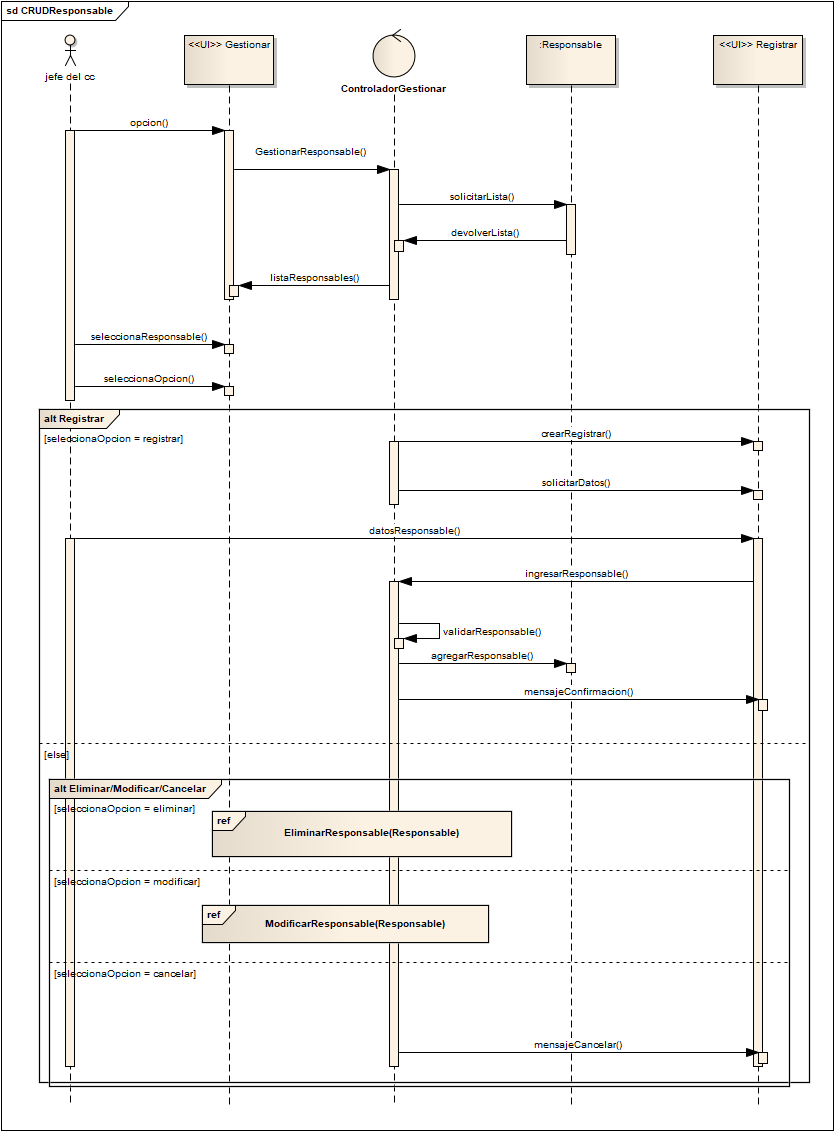 sd CRUDResponsable
jefe del cc
<<UI>> Gestionar
ControladorGestionar
:Responsable
<<UI>> Registrar
opcion()
GestionarResponsable()
solicitarLista()
devolverLista()
listaResponsables()
seleccionaResponsable()
seleccionaOpcion()
alt Registrar
[seleccionaOpcion = registrar]
crearRegistrar()
solicitarDatos()
datosResponsable()
ingresarResponsable()
validarResponsable()
agregarResponsable()
mensajeConfirmacion()
[else]
alt Eliminar/Modificar/Cancelar
[seleccionaOpcion = eliminar]
ref
EliminarResponsable(Responsable)
[seleccionaOpcion = modificar]
ref
ModificarResponsable(Responsable)
[seleccionaOpcion = cancelar]
mensajeCancelar()